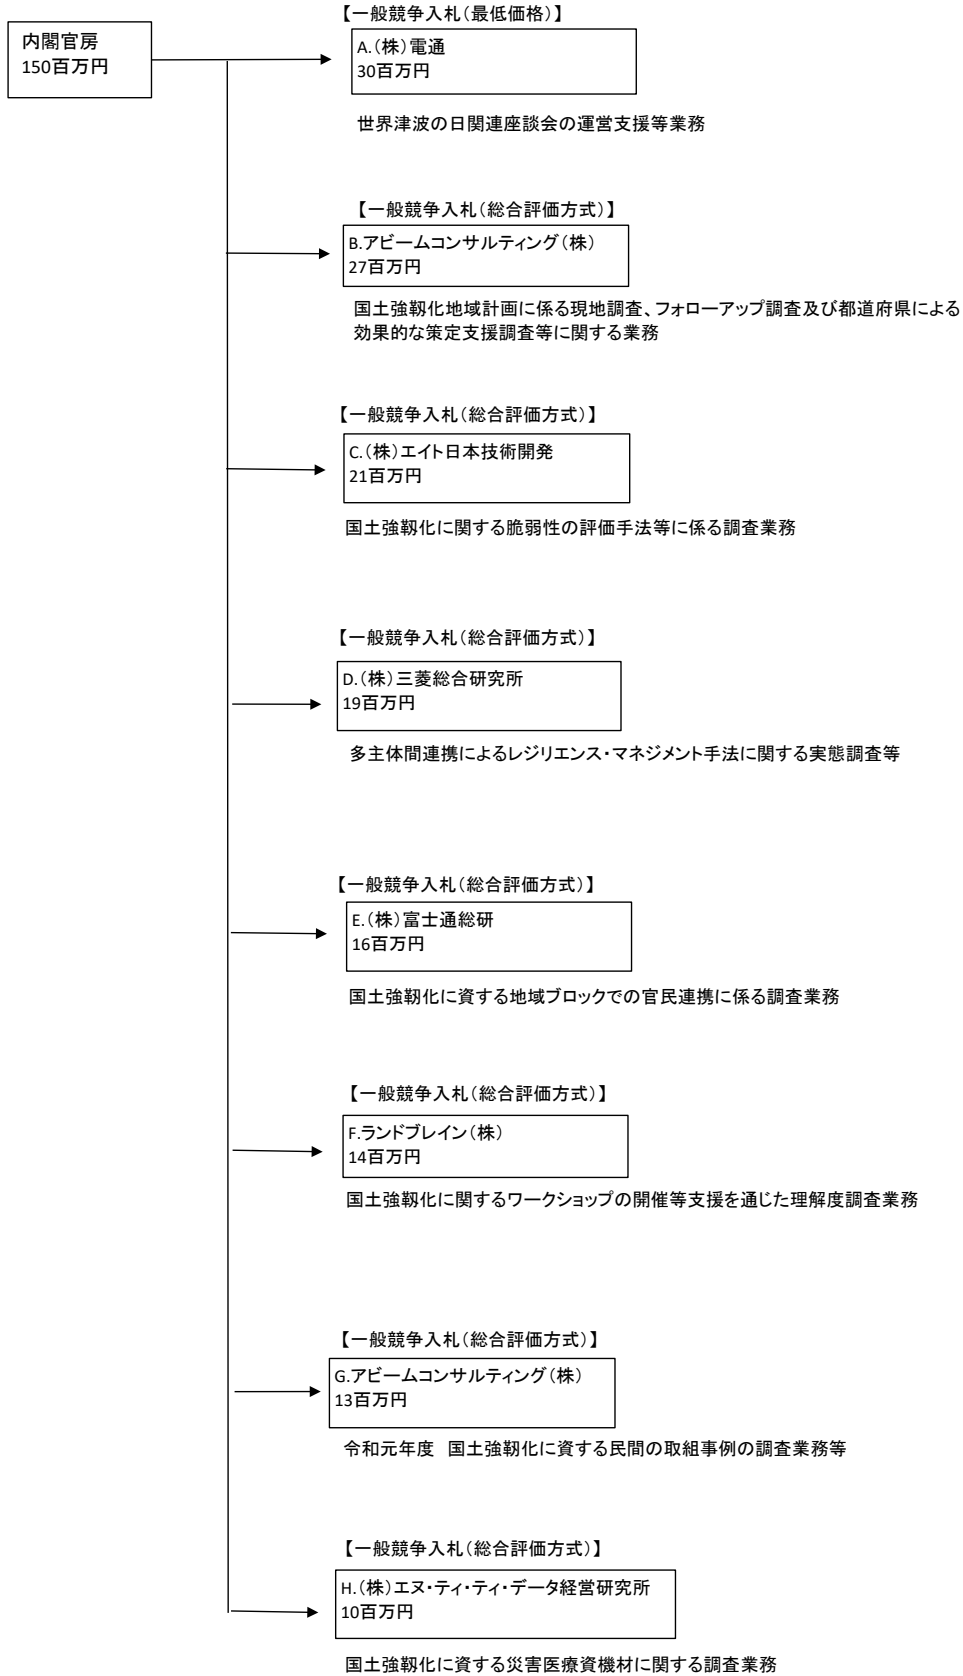 【一般競争入札（最低価格）】
内閣官房
150百万円
A.（株）電通
30百万円
世界津波の日関連座談会の運営支援等業務
【一般競争入札（総合評価方式）】
B.アビームコンサルティング（株）
27百万円
国土強靱化地域計画に係る現地調査、フォローアップ調査及び都道府県による
効果的な策定支援調査等に関する業務
【一般競争入札（総合評価方式）】
C.（株）エイト日本技術開発
21百万円
国土強靱化に関する脆弱性の評価手法等に係る調査業務
【一般競争入札（総合評価方式）】
D.（株）三菱総合研究所
19百万円
多主体間連携によるレジリエンス・マネジメント手法に関する実態調査等
【一般競争入札（総合評価方式）】
E.（株）富士通総研
16百万円
国土強靱化に資する地域ブロックでの官民連携に係る調査業務
【一般競争入札（総合評価方式）】
F.ランドブレイン（株）
14百万円
国土強靱化に関するワークショップの開催等支援を通じた理解度調査業務
【一般競争入札（総合評価方式）】
G.アビームコンサルティング（株）
13百万円
令和元年度　国土強靱化に資する民間の取組事例の調査業務等
【一般競争入札（総合評価方式）】
H.（株）エヌ・ティ・ティ・データ経営研究所
10百万円
国土強靱化に資する災害医療資機材に関する調査業務